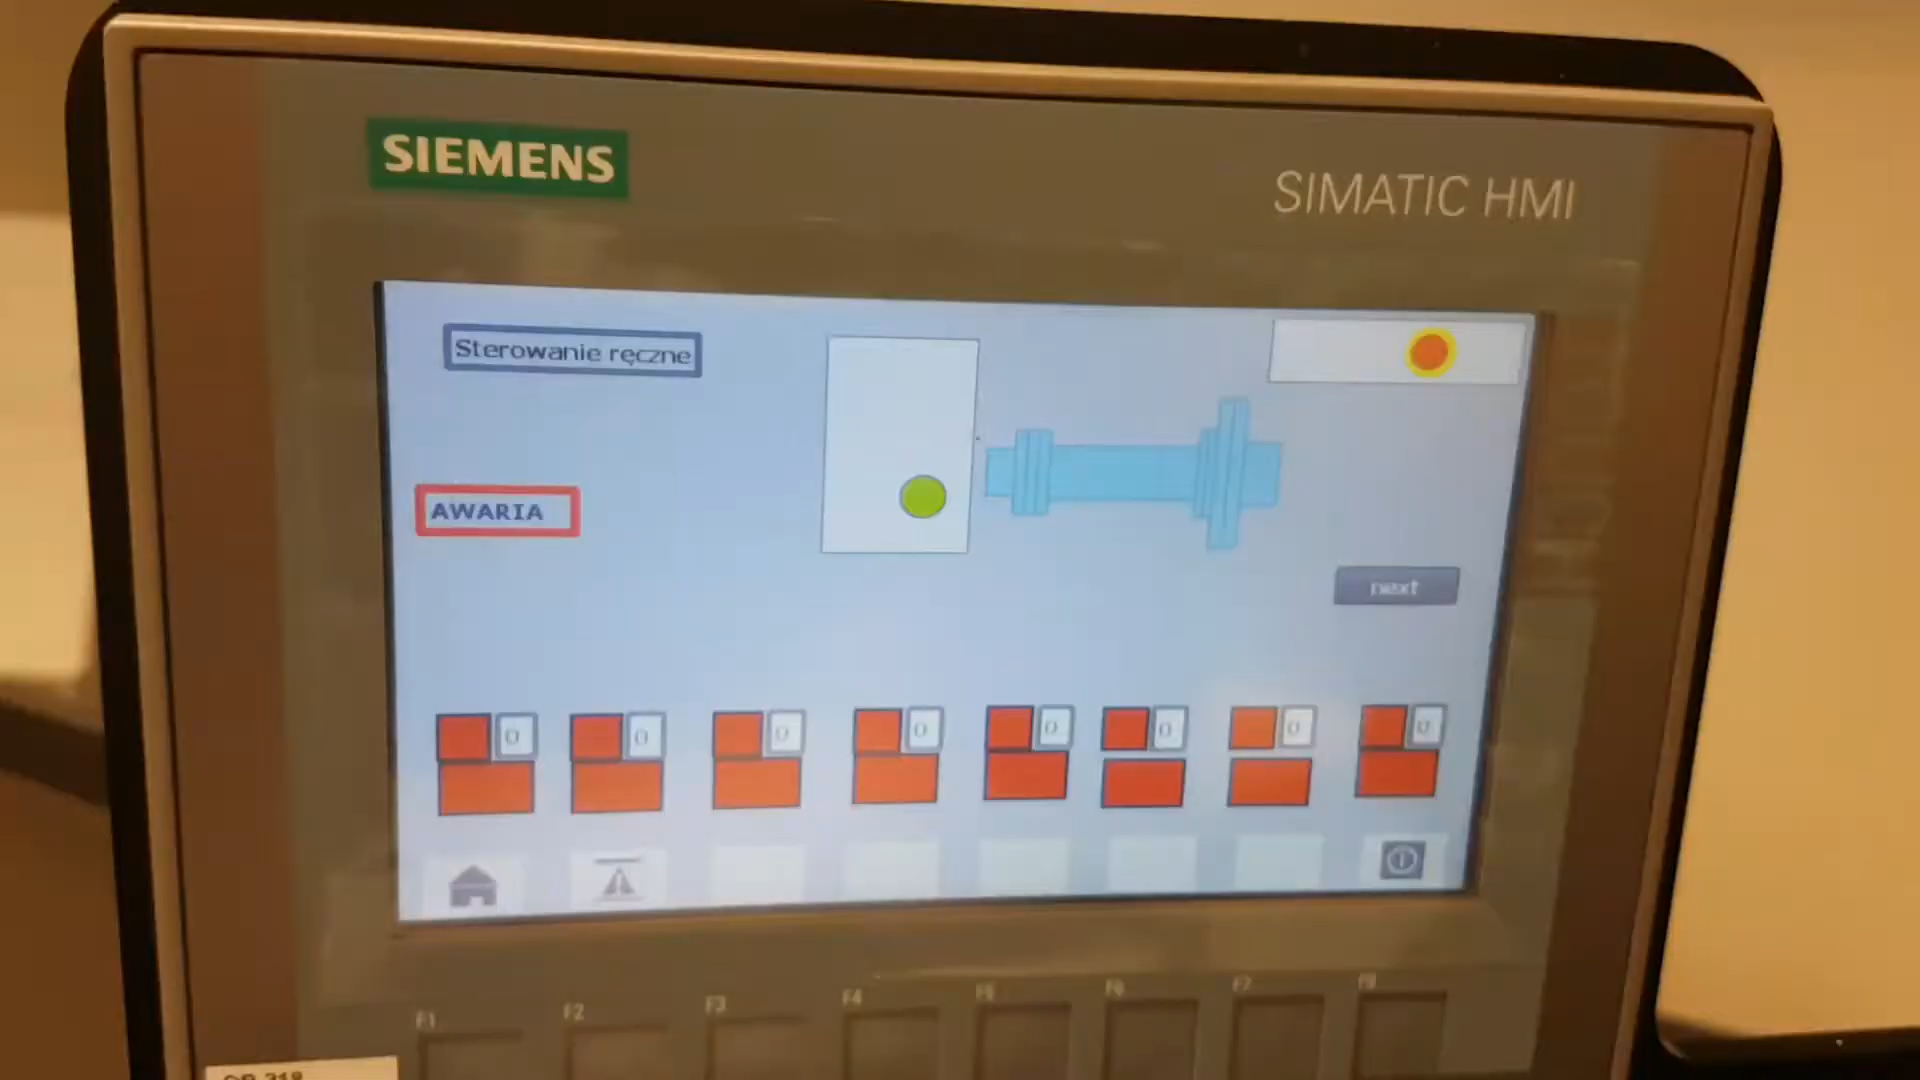 SIEMENS
SIMATIC HMI
Sterowanie ręczne
AWARIA
next
0 0 0 0 0 0 0 0
F1 F2 F3 F4 F5 F6 F7 F8